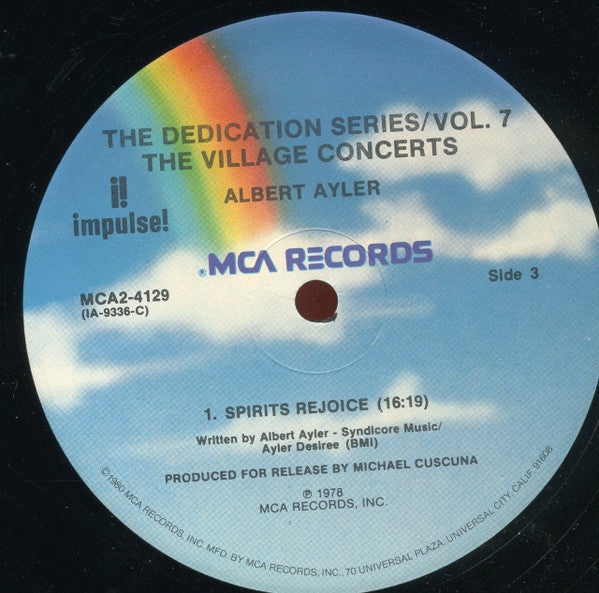 THE DEDICATION SERIES/VOL. 7
THE VILLAGE CONCERTS
ALBERT AYLER
i!
impulse!
® MCA RECORDS
MCA2-4129
(IA-9336-C)
Side 3
1. SPIRITS REJOICE (16:19)
Written by Albert Ayler - Syndicore Music/
Ayler Desiree (BMI)
PRODUCED FOR RELEASE BY MICHAEL CUSCUNA
℗ 1978
MCA RECORDS, INC.
©1980 MCA RECORDS, INC. MFD. BY MCA RECORDS, INC., 70 UNIVERSAL PLAZA, UNIVERSAL CITY, CALIF. 91608